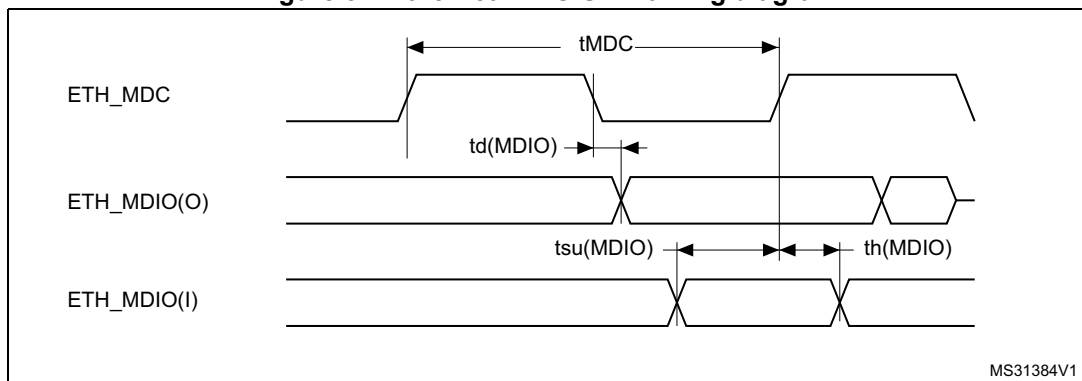 tMDC
ETH_MDC
td(MDIO)
ETH_MDIO(O)
tsu(MDIO) th(MDIO)
ETH_MDIO(I)
MS31384V1